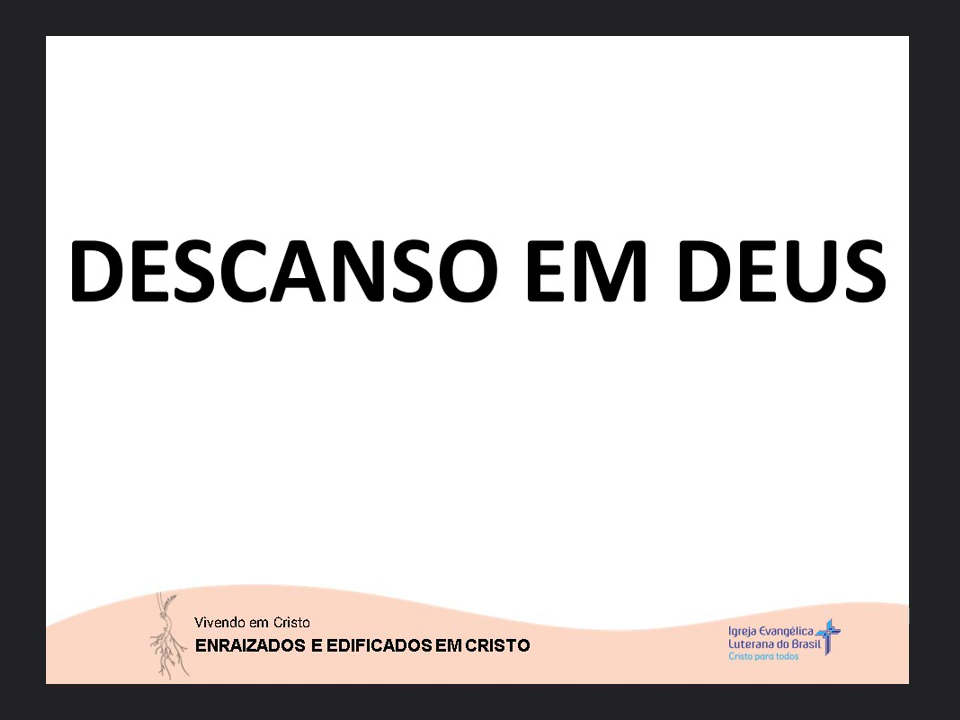 DESCANSO EM DEUS
Vivendo em Cristo
ENRAIZADOS E EDIFICADOS EM CRISTO
Igreja Evangélica
Luterana do Brasil
Cristo para todos